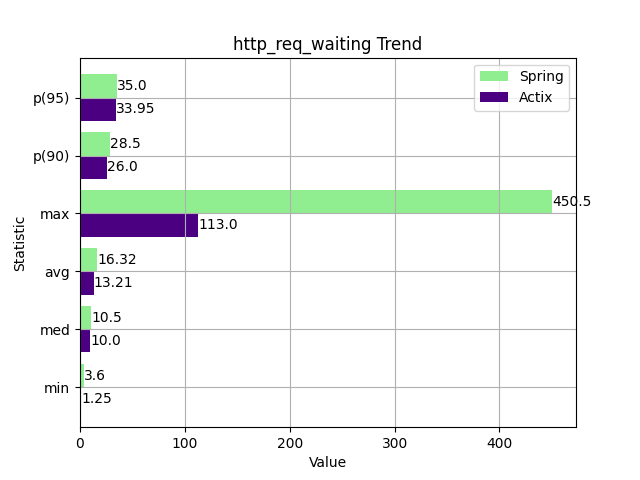 http_req_waiting Trend
Spring
Actix
p(95)
35.0
33.95
p(90)
28.5
26.0
max
450.5
113.0
avg
16.32
13.21
med
10.5
10.0
min
3.6
1.25
Statistic
0 100 200 300 400
Value